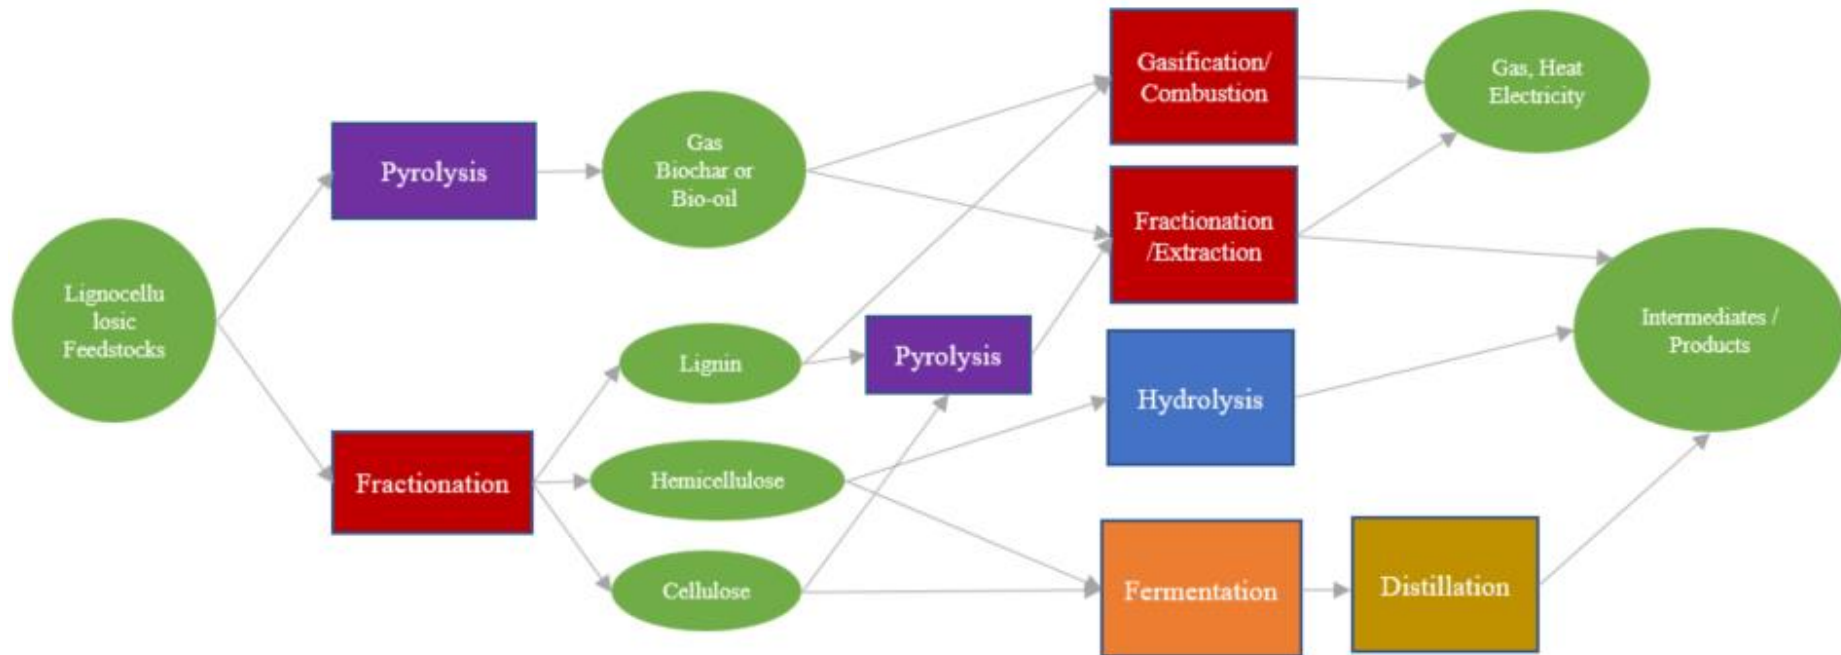 Lignocellu
losic
Feedstocks
Pyrolysis
Fractionation
Gas
Biochar or
Bio-oil
Lignin
Hemicellulose
Cellulose
Pyrolysis
Gasification/
Combustion
Fractionation
/Extraction
Hydrolysis
Fermentation
Distillation
Gas, Heat
Electricity
Intermediates /
Products